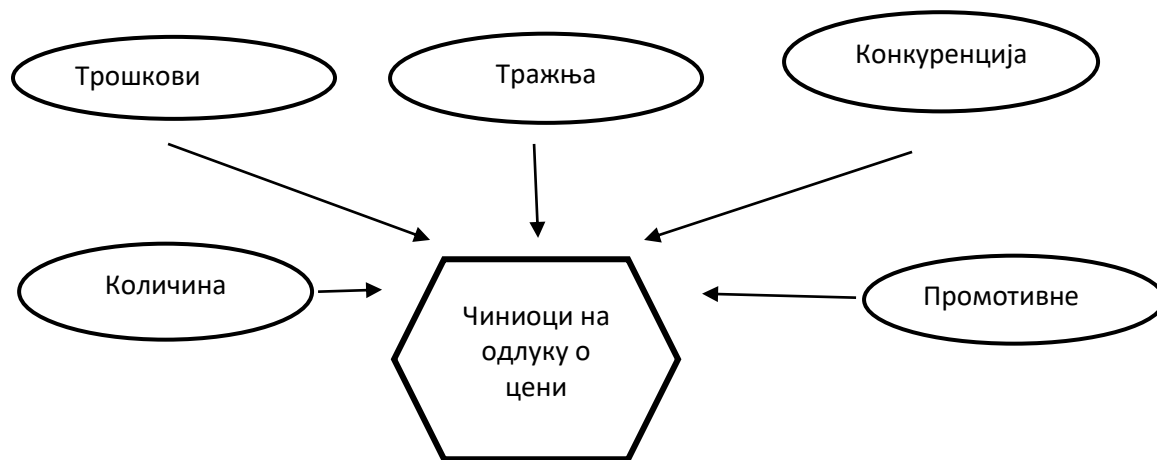 Трошкови
Тражња
Конкуренција
Количина
Промотивне
Чиниоци на
одлуку о
цени